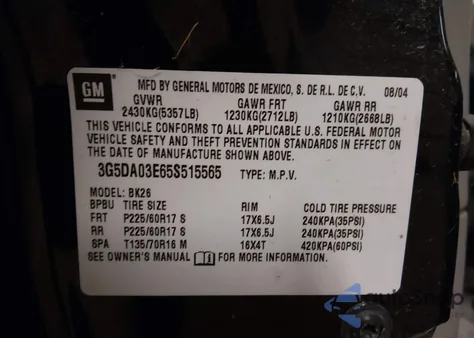 GM
MFD BY GENERAL MOTORS DE MEXICO, S. DE R.L. DE C.V. 08/04
GVWR GAWR FRT GAWR RR
2430KG(5357LB) 1230KG(2712LB) 1210KG(2668LB)
THIS VEHICLE CONFORMS TO ALL APPLICABLE U.S. FEDERAL MOTOR
VEHICLE SAFETY AND THEFT PREVENTION STANDARDS IN EFFECT ON
THE DATE OF MANUFACTURE SHOWN ABOVE.
3G5DA03E65S515565 TYPE: M.P.V.
MODEL: BK26
BPBU TIRE SIZE RIM COLD TIRE PRESSURE
FRT P225/60R17 S 17X6.5J 240KPA(35PSI)
RR P225/60R17 S 17X6.5J 240KPA(35PSI)
SPA T135/70R16 M 16X4T 420KPA(60PSI)
SEE OWNER'S MANUAL FOR MORE INFORMATION.